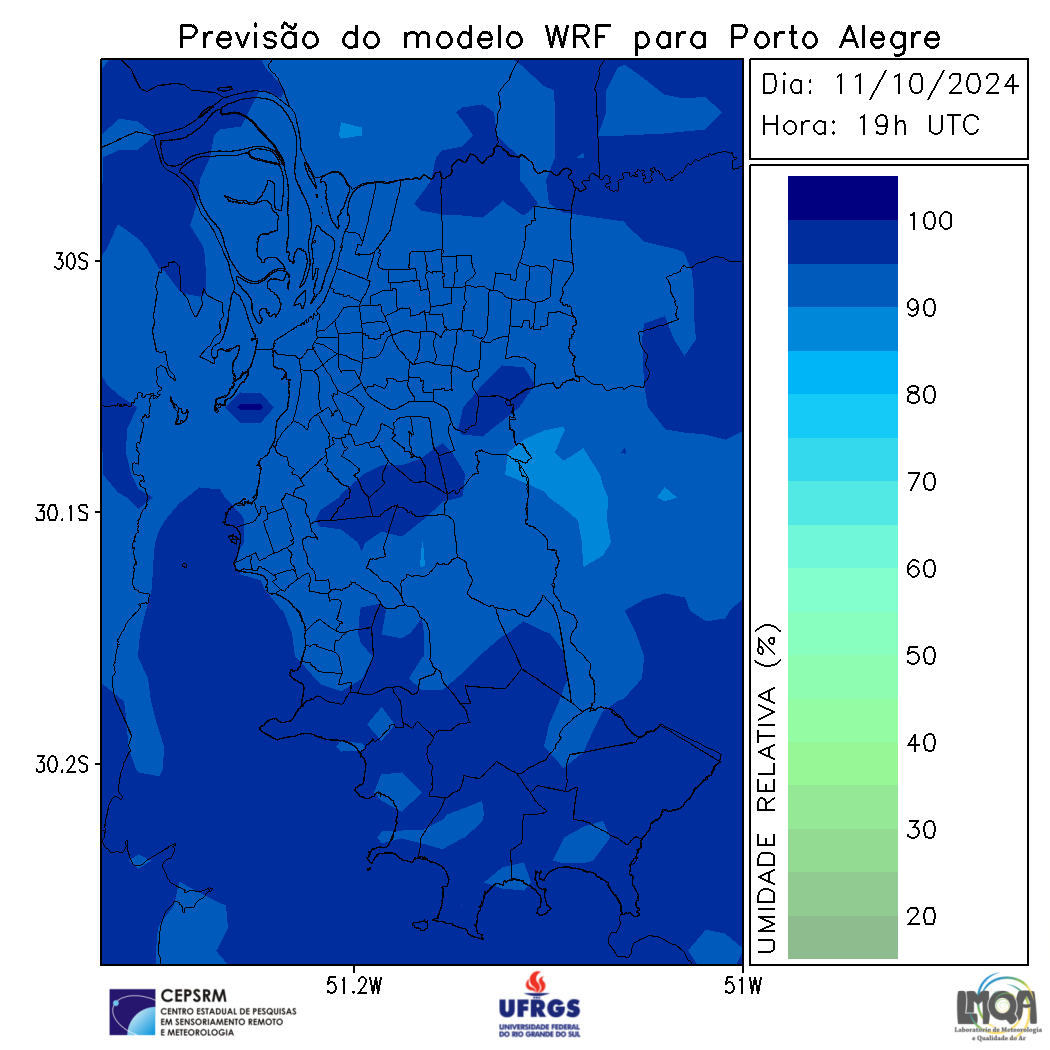 Previsão do modelo WRF para Porto Alegre
Dia: 11/10/2024
Hora: 19h UTC
100
90
80
70
60
50
40
30
20
UMIDADE RELATIVA (%)
30S
30.1S
30.2S
51.2W
51W
CEPSRM
CENTRO ESTADUAL DE PESQUISAS
EM SENSORIAMENTO REMOTO
E METEOROLOGIA
UFRGS
UNIVERSIDADE FEDERAL
DO RIO GRANDE DO SUL
LMQA
Laboratório de Meteorologia
e Qualidade do Ar